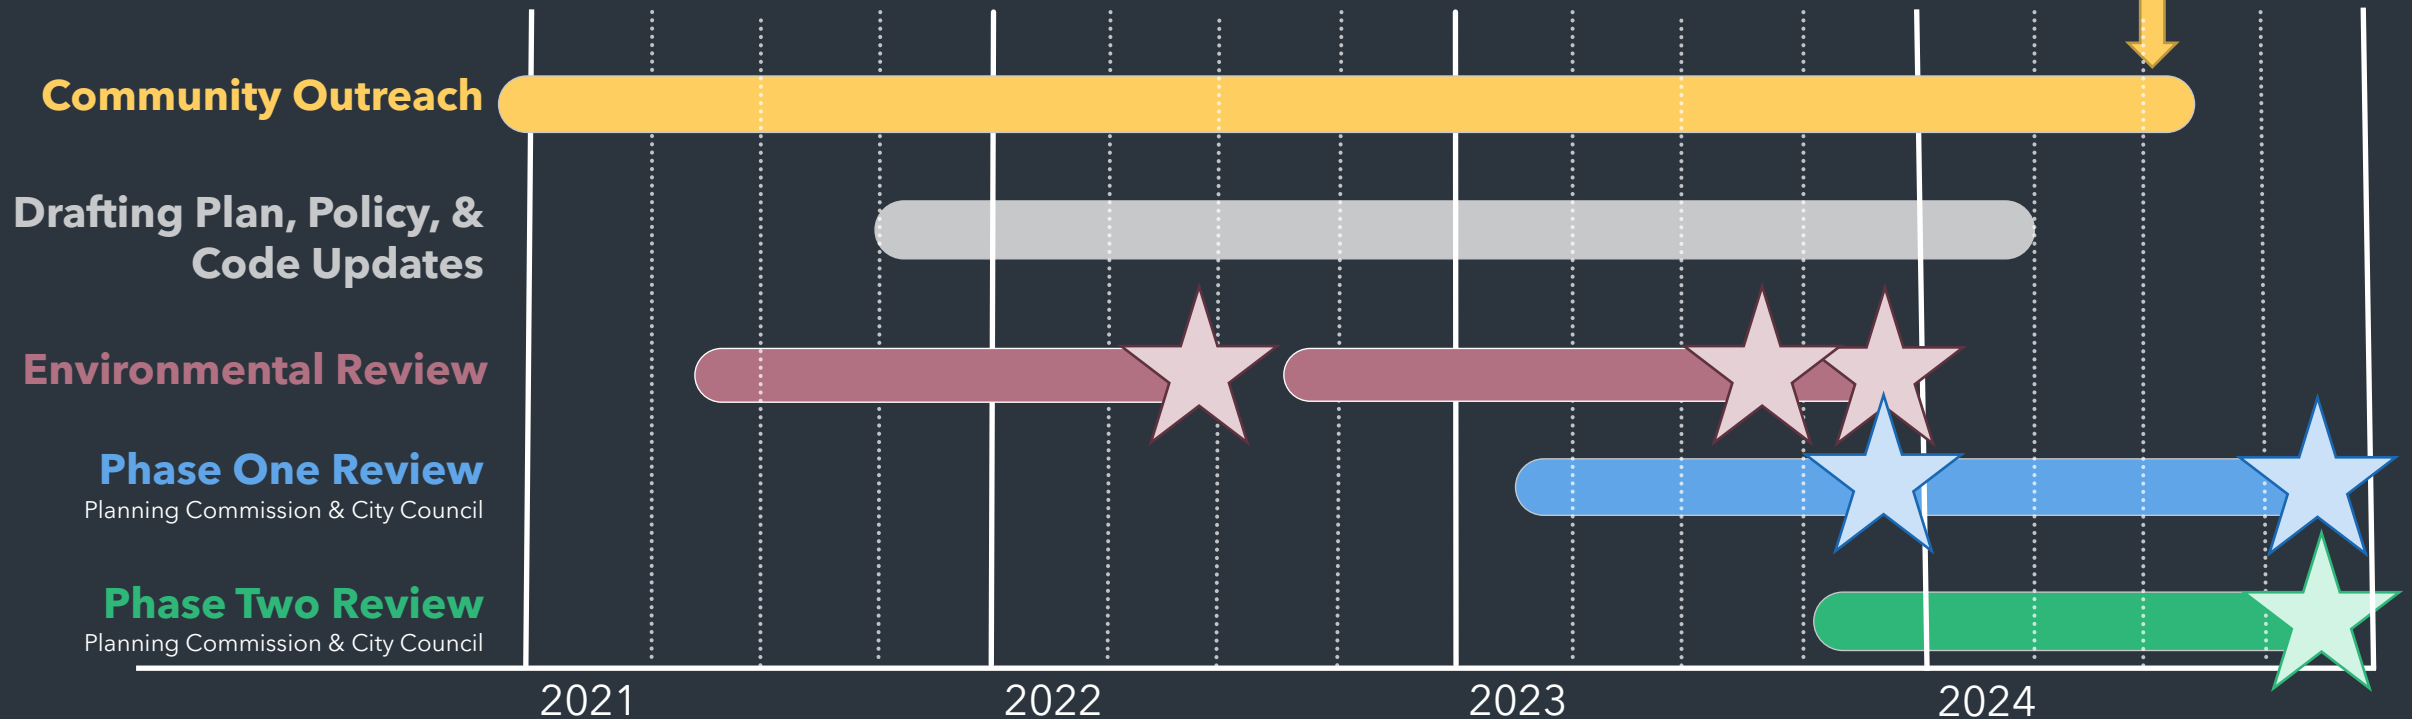 Community Outreach
Drafting Plan, Policy, &
Code Updates
Environmental Review
Phase One Review
Planning Commission & City Council
Phase Two Review
Planning Commission & City Council
2021
2022
2023
2024